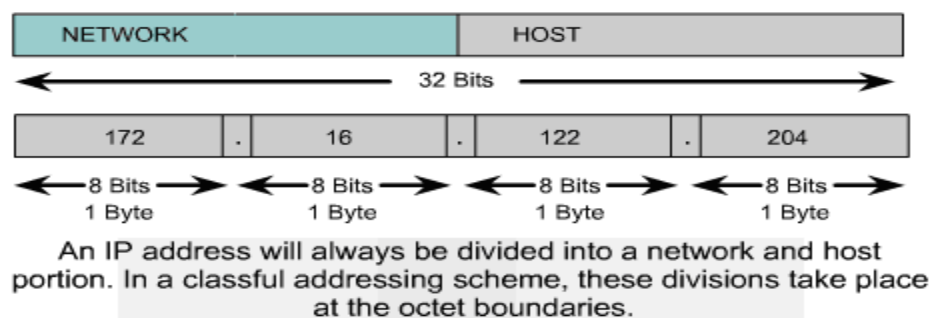 NETWORK HOST
32 Bits
172 . 16 . 122 . 204
8 Bits 8 Bits 8 Bits 8 Bits
1 Byte 1 Byte 1 Byte 1 Byte
An IP address will always be divided into a network and host
portion. In a classful addressing scheme, these divisions take place
at the octet boundaries.